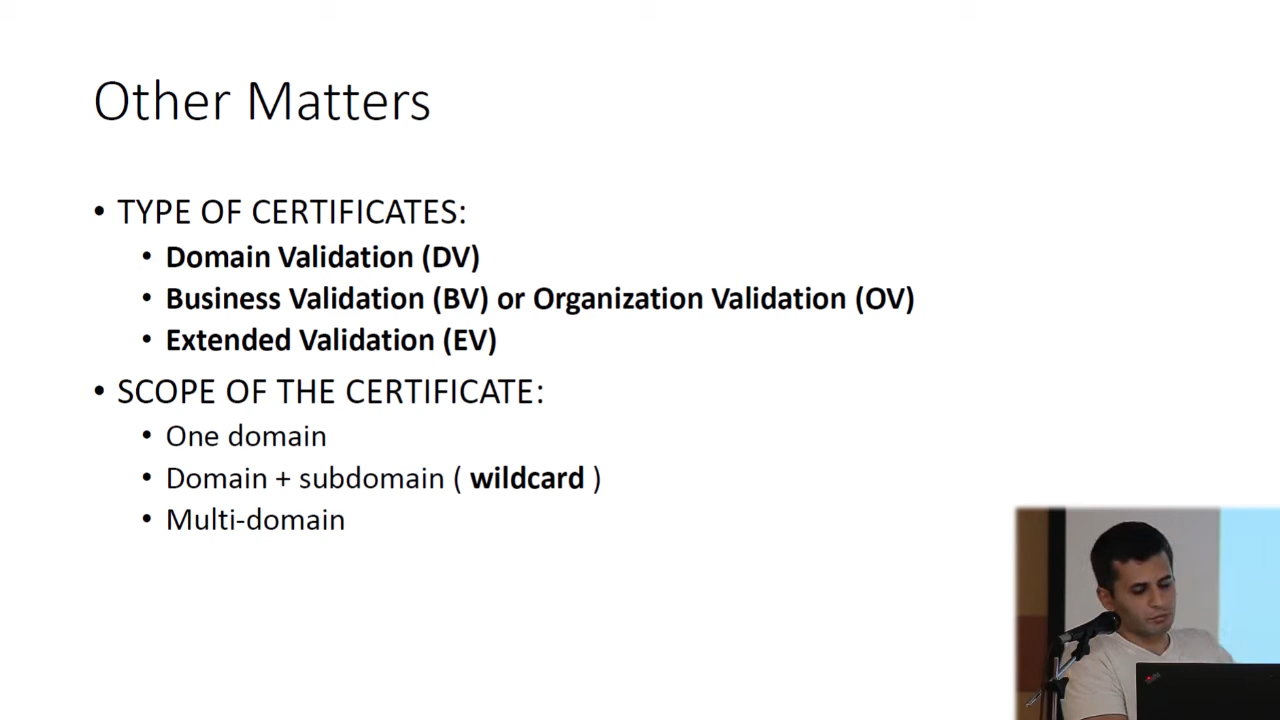 Other Matters
• TYPE OF CERTIFICATES:
• Domain Validation (DV)
• Business Validation (BV) or Organization Validation (OV)
• Extended Validation (EV)
• SCOPE OF THE CERTIFICATE:
• One domain
• Domain + subdomain ( wildcard )
• Multi-domain